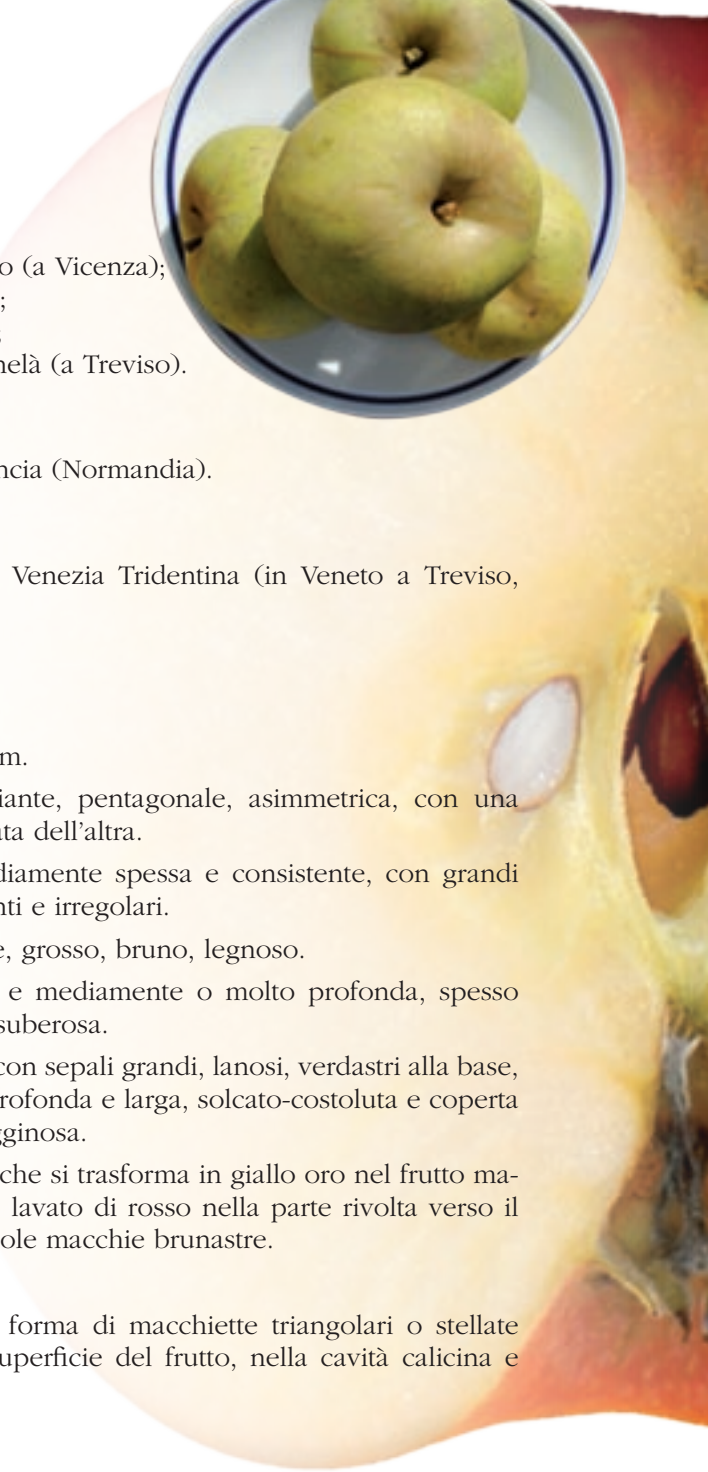 o (a Vicenza);
;
;
nelà (a Treviso).
ncia (Normandia).
Venezia Tridentina (in Veneto a Treviso,
m.
iante, pentagonale, asimmetrica, con una
ata dell'altra.
diamente spessa e consistente, con grandi
nti e irregolari.
e, grosso, bruno, legnoso.
e mediamente o molto profonda, spesso
suberosa.
con sepali grandi, lanosi, verdastri alla base,
rofonda e larga, solcato-costoluta e coperta
gginosa.
che si trasforma in giallo oro nel frutto ma-
lavato di rosso nella parte rivolta verso il
ole macchie brunastre.
forma di macchiette triangolari o stellate
uperficie del frutto, nella cavità calicina e